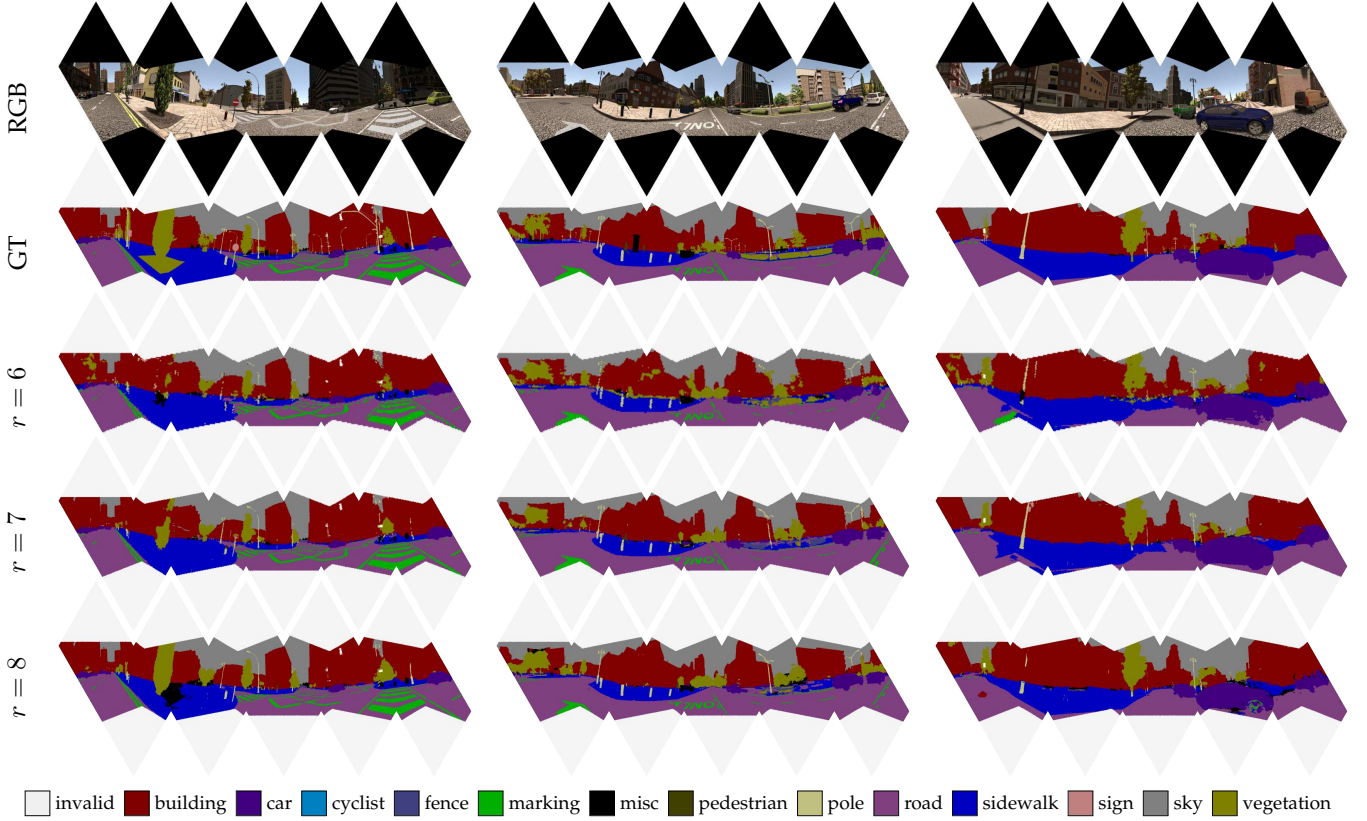 RGB
GT
r = 6
r = 7
r = 8
invalid building car cyclist fence marking misc pedestrian pole road sidewalk sign sky vegetation